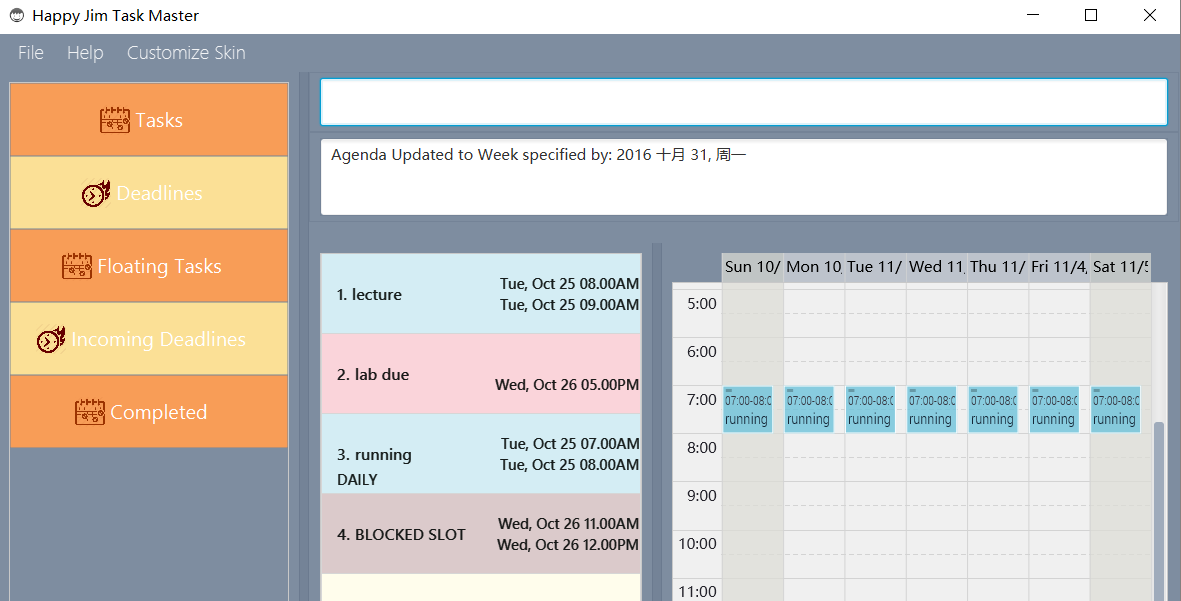 Happy Jim Task Master
File Help Customize Skin
Tasks
Deadlines
Floating Tasks
Incoming Deadlines
Completed
Agenda Updated to Week specified by: 2016 十月 31, 周一
1. lecture
Tue, Oct 25 08.00AM
Tue, Oct 25 09.00AM
2. lab due
Wed, Oct 26 05.00PM
3. running
DAILY
Tue, Oct 25 07.00AM
Tue, Oct 25 08.00AM
4. BLOCKED SLOT
Wed, Oct 26 11.00AM
Wed, Oct 26 12.00PM
Sun 10/ Mon 10 Tue 11/ Wed 11 Thu 11/ Fri 11/4, Sat 11/5
5:00
6:00
7:00
07:00-08:0 07:00-08:0 07:00-08:0 07:00-08:0 07:00-08:0 07:00-08:0 07:00-08:0
running running running running running running running
8:00
9:00
10:00
11:00